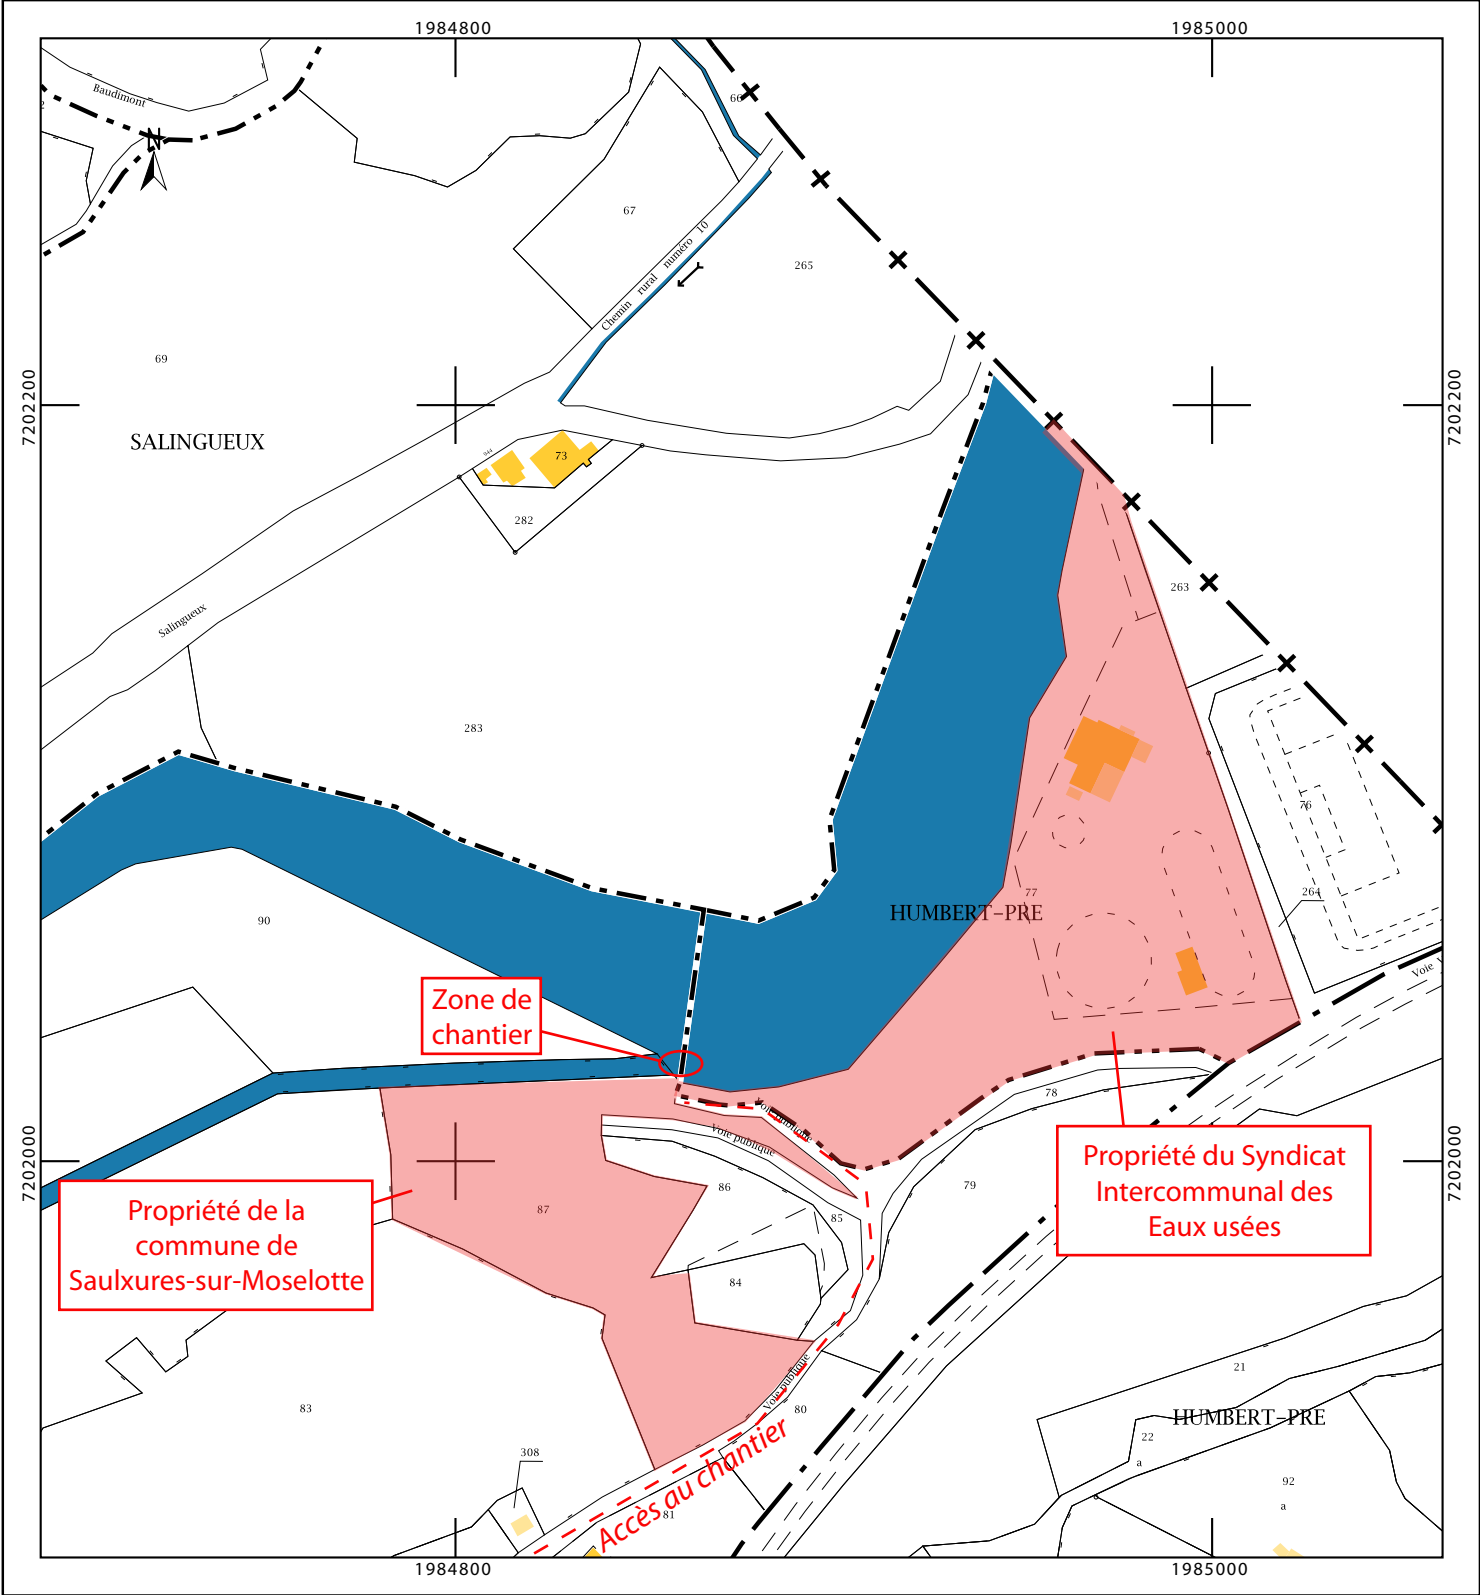 1984800
1985000
Baudimont
2
N
66
67
Chemin rural numéro 10
265
69
7202200
7202200
SALINGUEUX
73
282
263
Salingueux
283
76
77
HUMBERT-PRE
264
90
Voie
Zone de
chantier
78
Voie publique
Voie publique
7202000
7202000
Propriété du Syndicat
Intercommunal des
Eaux usées
86
79
87
85
Propriété de la
commune de
Saulxures-sur-Moselotte
84
Voie publique
21
83
80
HUMBERT-PRE
22
a
308
92
a
Accès au chantier
81
1984800
1985000